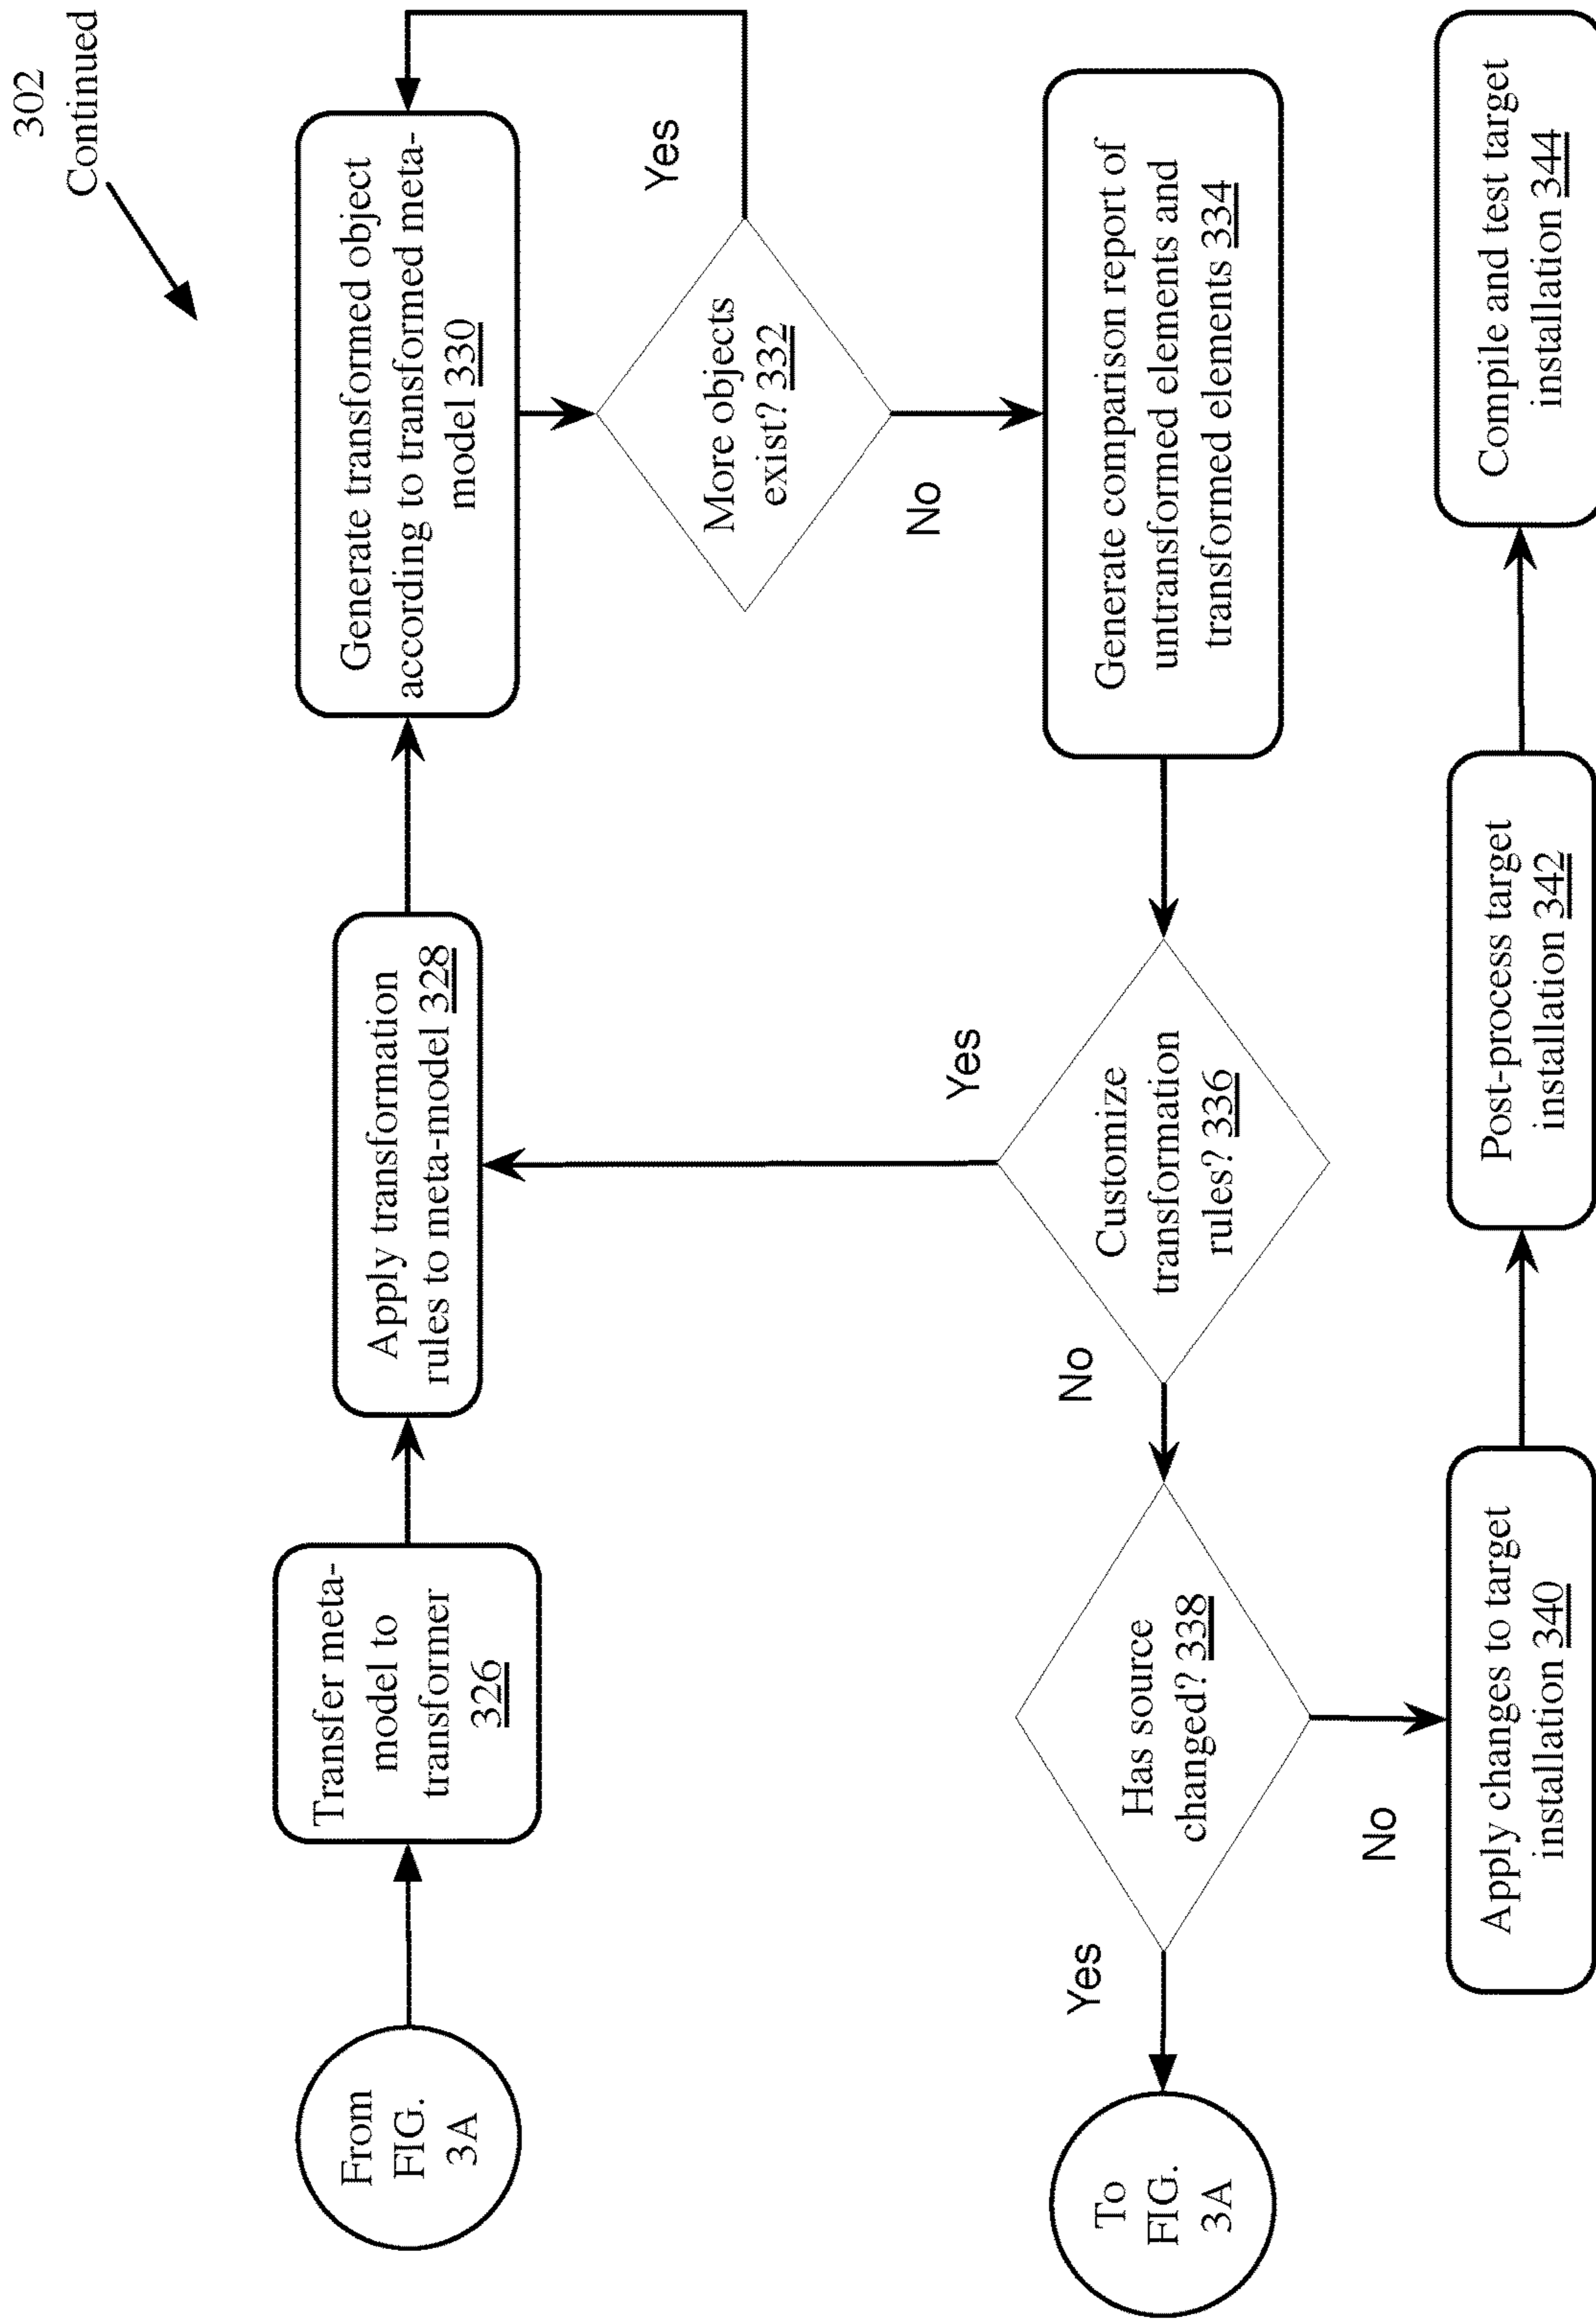 302
Continued
From
FIG.
3A
Transfer meta-
model to
transformer
326
Apply transformation
rules to meta-model 328
Generate transformed object
according to transformed meta-
model 330
More objects
exist? 332
Yes
No
Generate comparison report of
untransformed elements and
transformed elements 334
Customize
transformation
rules? 336
Yes
No
Has source
changed? 338
Yes
No
To
FIG.
3A
Apply changes to target
installation 340
Post-process target
installation 342
Compile and test target
installation 344